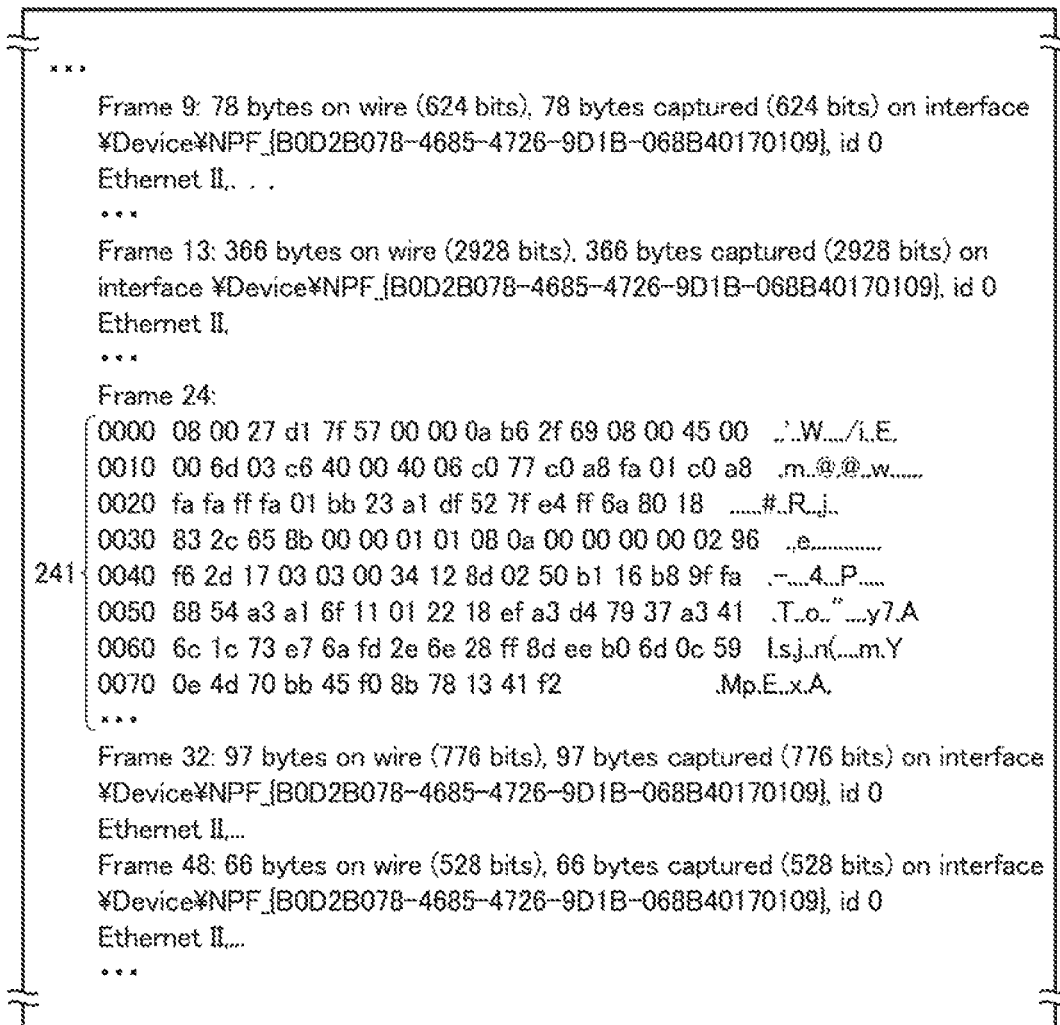 ...
Frame 9: 78 bytes on wire (624 bits), 78 bytes captured (624 bits) on interface
¥Device¥NPF_{B0D2B078-4685-4726-9D1B-068B40170109}, id 0
Ethernet II,. . .
...
Frame 13: 366 bytes on wire (2928 bits), 366 bytes captured (2928 bits) on
interface ¥Device¥NPF_{B0D2B078-4685-4726-9D1B-068B40170109}, id 0
Ethernet II,
...
Frame 24:
0000 08 00 27 d1 7f 57 00 00 0a b6 2f 69 08 00 45 00 ..'..W..../i..E.
0010 00 6d 03 c6 40 00 40 06 c0 77 c0 a8 fa 01 c0 a8 .m..@.@..w......
0020 fa fa ff fa 01 bb 23 a1 df 52 7f e4 ff 6a 80 18 ......#..R...j..
0030 83 2c 65 8b 00 00 01 01 08 0a 00 00 00 00 02 96 .,e.............
241 0040 f6 2d 17 03 03 00 34 12 8d 02 50 b1 16 b8 9f fa .-....4...P.....
0050 88 54 a3 a1 6f 11 01 22 18 ef a3 d4 79 37 a3 41 .T..o.."....y7.A
0060 6c 1c 73 e7 6a fd 2e 6e 28 ff 8d ee b0 6d 0c 59 l.s.j..n(....m.Y
0070 0e 4d 70 bb 45 f0 8b 78 13 41 f2 .Mp.E..x.A.
...
Frame 32: 97 bytes on wire (776 bits), 97 bytes captured (776 bits) on interface
¥Device¥NPF_{B0D2B078-4685-4726-9D1B-068B40170109}, id 0
Ethernet II,...
Frame 48: 66 bytes on wire (528 bits), 66 bytes captured (528 bits) on interface
¥Device¥NPF_{B0D2B078-4685-4726-9D1B-068B40170109}, id 0
Ethernet II,...
...